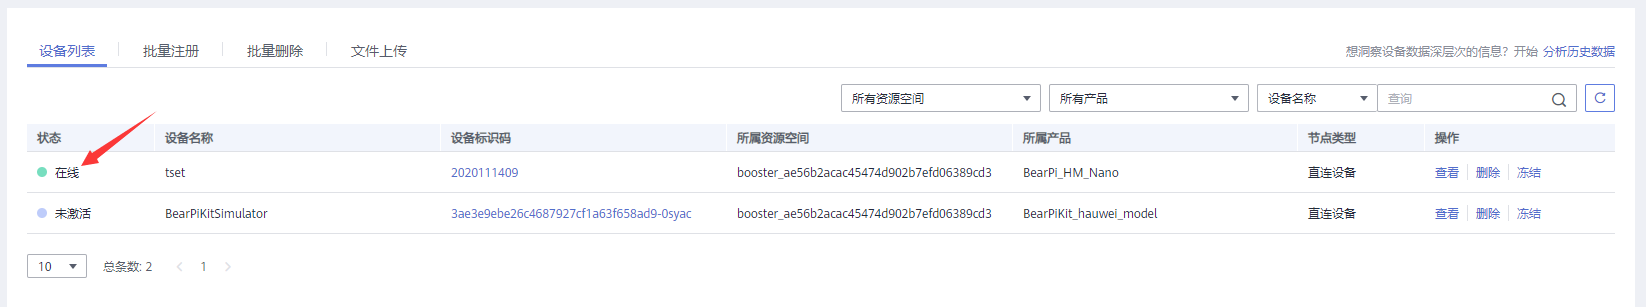 设备列表 批量注册 批量删除 文件上传 想洞察设备数据深层次的信息？开始 分析历史数据
所有资源空间 所有产品 设备名称 查询
状态 设备名称 设备标识码 所属资源空间 所属产品 节点类型 操作
在线 tset 2020111409 booster_ae56b2acac45474d902b7efd06389cd3 BearPi_HM_Nano 直连设备 查看 删除 冻结
未激活 BearPiKitSimulator 3ae3e9ebe26c4687927cf1a63f658ad9-0syac booster_ae56b2acac45474d902b7efd06389cd3 BearPiKit_hauwei_model 直连设备 查看 删除 冻结
10 总条数: 2 < 1 >